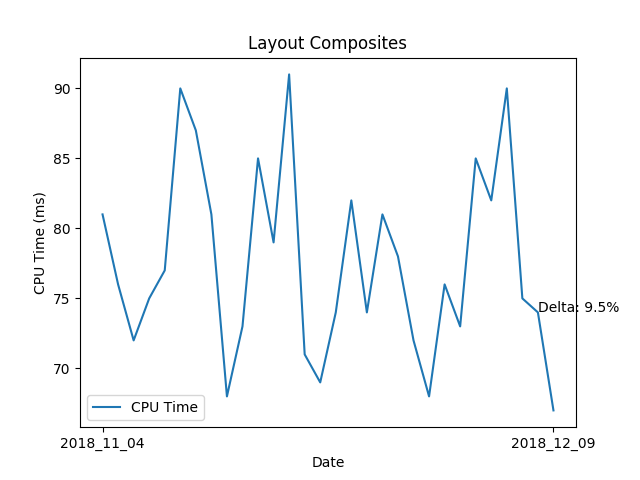 Layout Composites
90
85
80
75
70
CPU Time (ms)
Delta: 9.5%
CPU Time
2018_11_04
2018_12_09
Date